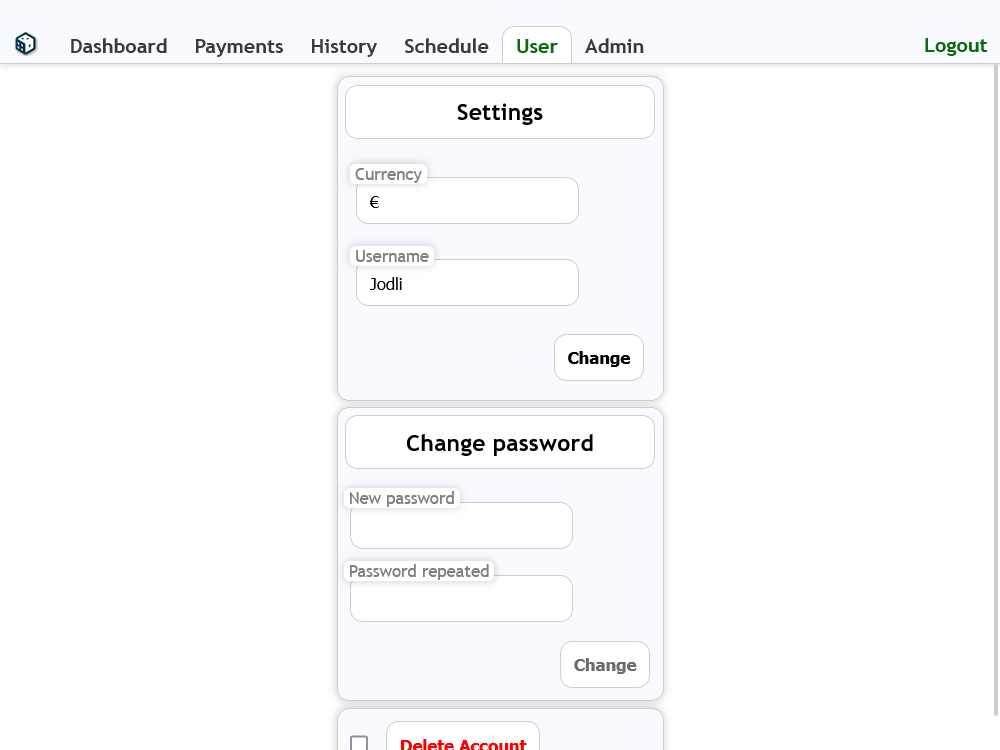 Dashboard Payments History Schedule User Admin Logout
Settings
Currency
€
Username
Jodli
Change
Change password
New password
Password repeated
Change
Delete Account